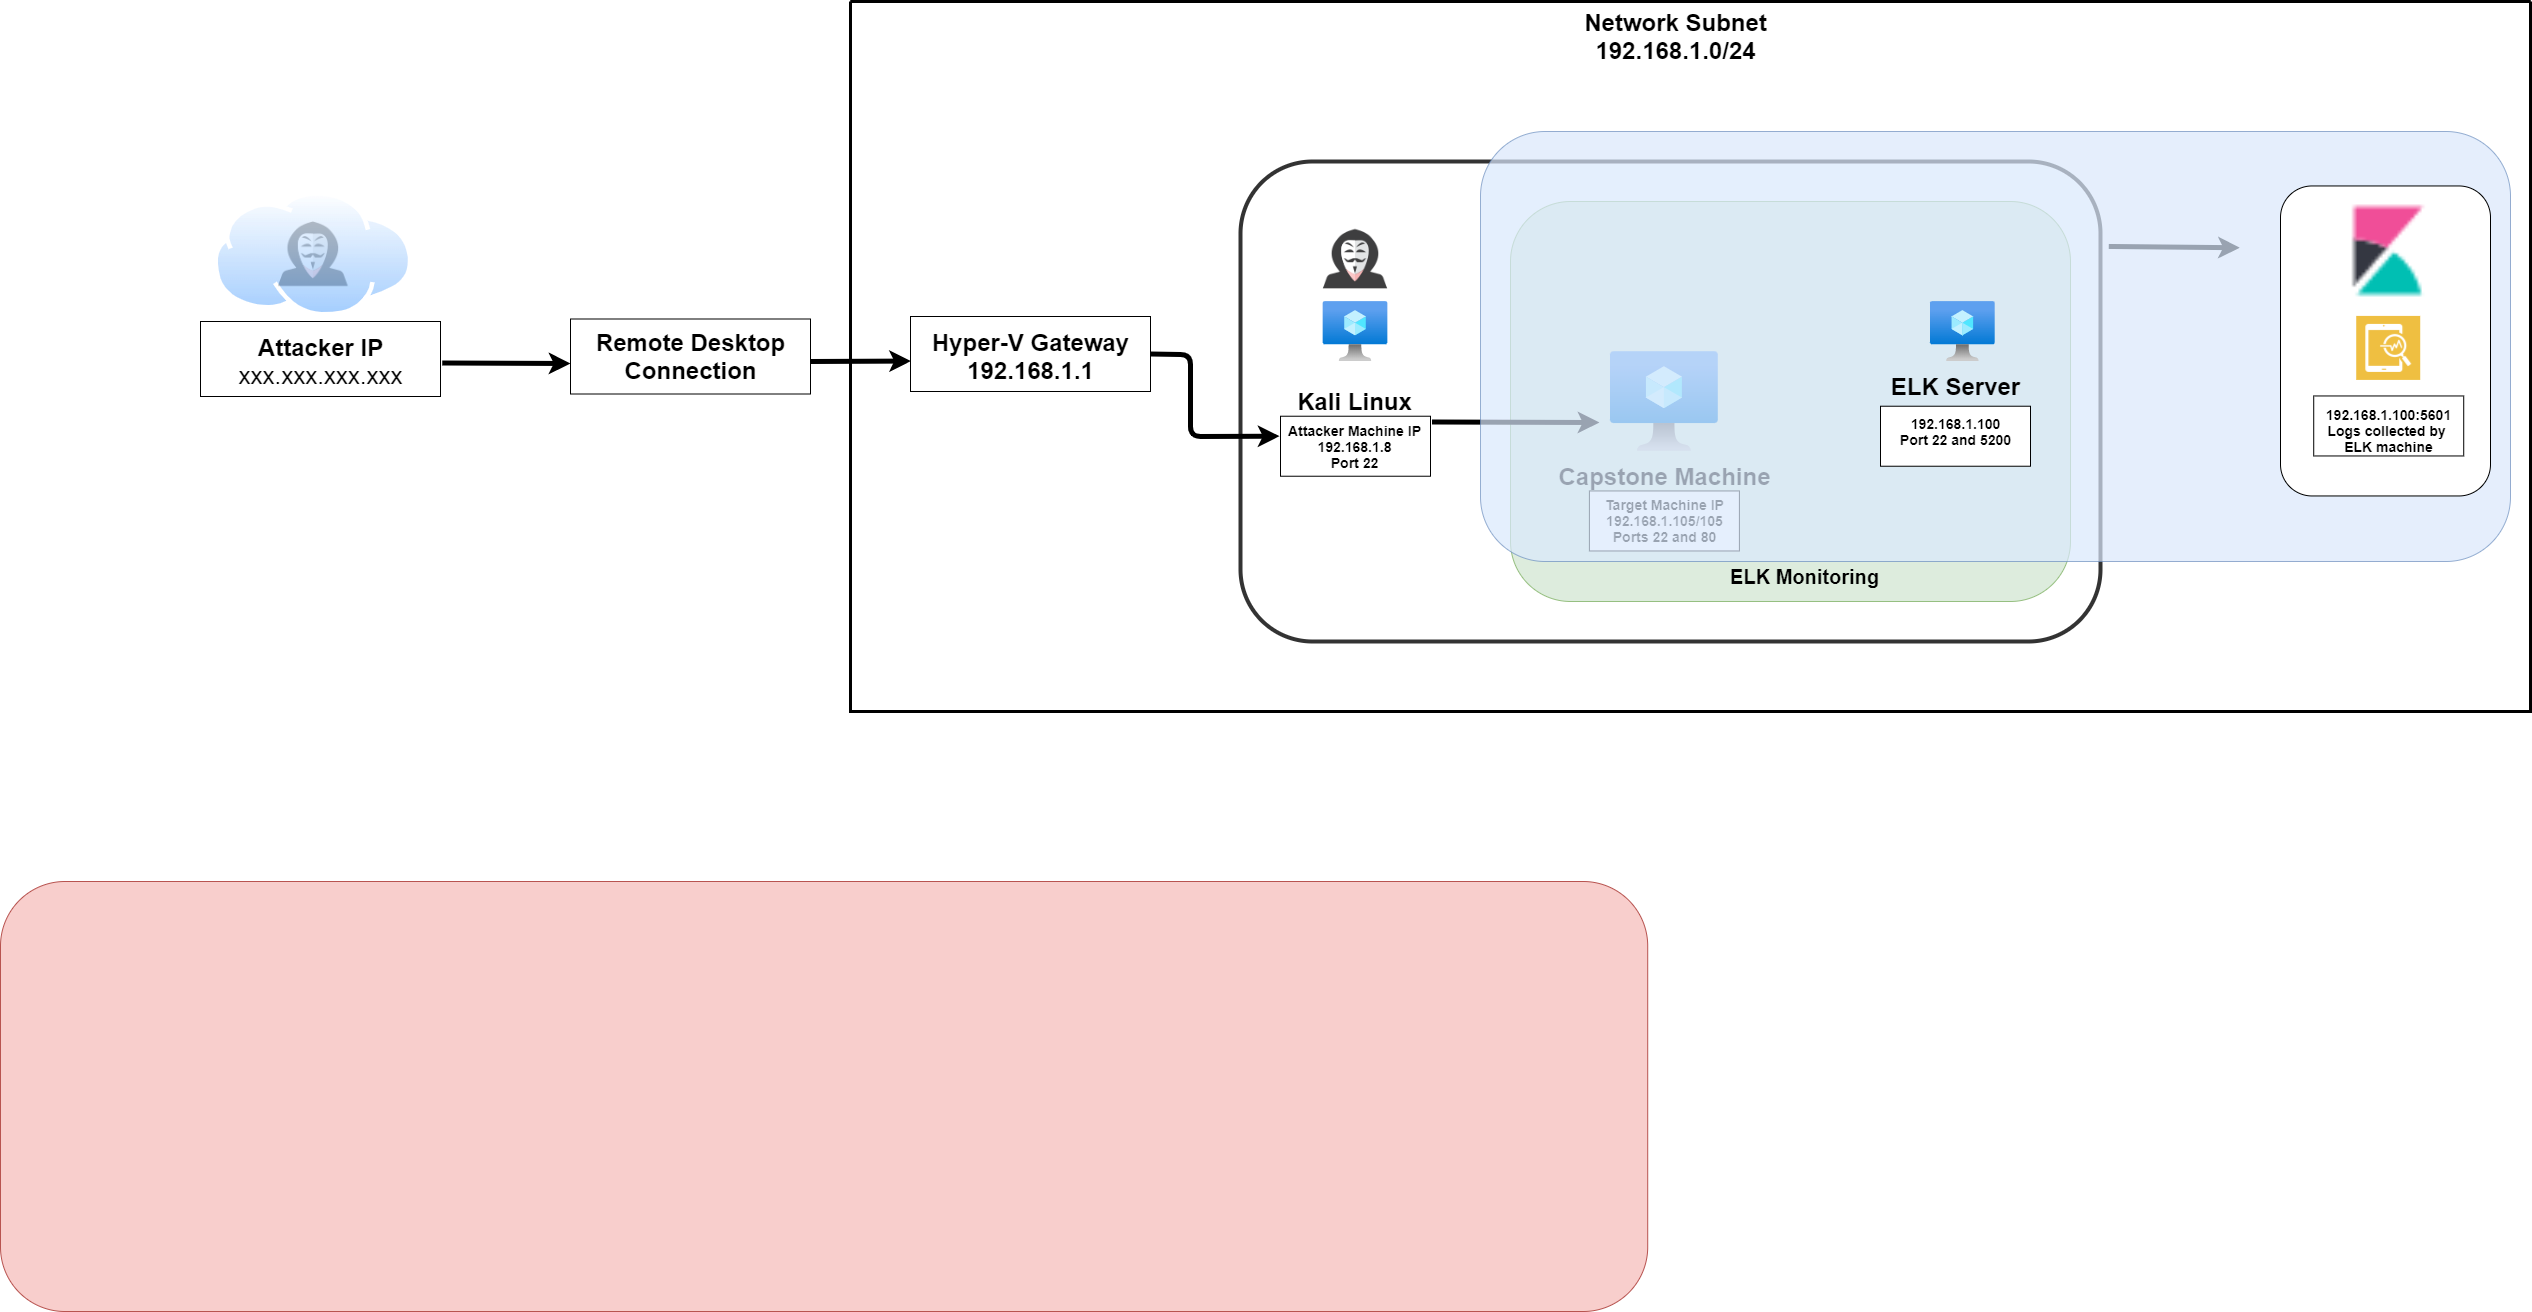 Network Subnet
192.168.1.0/24
Attacker IP
XXX.XXX.XXX.XXX
Remote Desktop
Connection
Hyper-V Gateway
192.168.1.1
Kali Linux
Attacker Machine IP
192.168.1.8
Port 22
Capstone Machine
Target Machine IP
192.168.1.105/105
Ports 22 and 80
ELK Server
192.168.1.100
Port 22 and 5200
ELK Monitoring
192.168.1.100:5601
Logs collected by
ELK machine